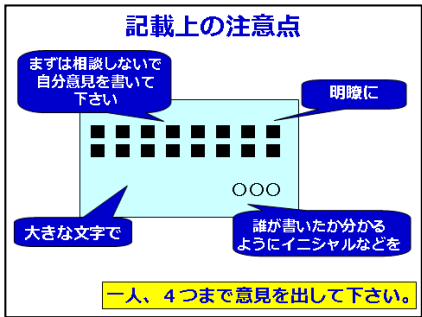 記載上の注意点
まずは相談しないで
自分意見を書いて
下さい
明瞭に
■■■■■■■■
■■■■■■■■
○○○
大きな文字で
誰が書いたか分かる
ようにイニシャルなどを
一人、４つまで意見を出して下さい。